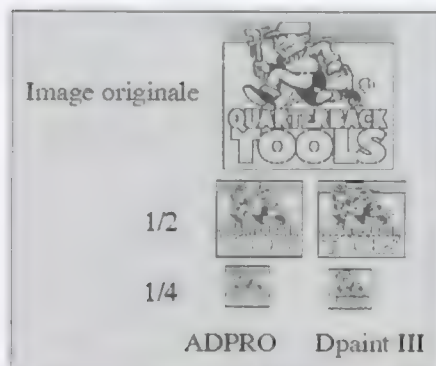 Image originale
QUARTERBACK
TOOLS
1/2
1/4
ADPRO Dpaint III